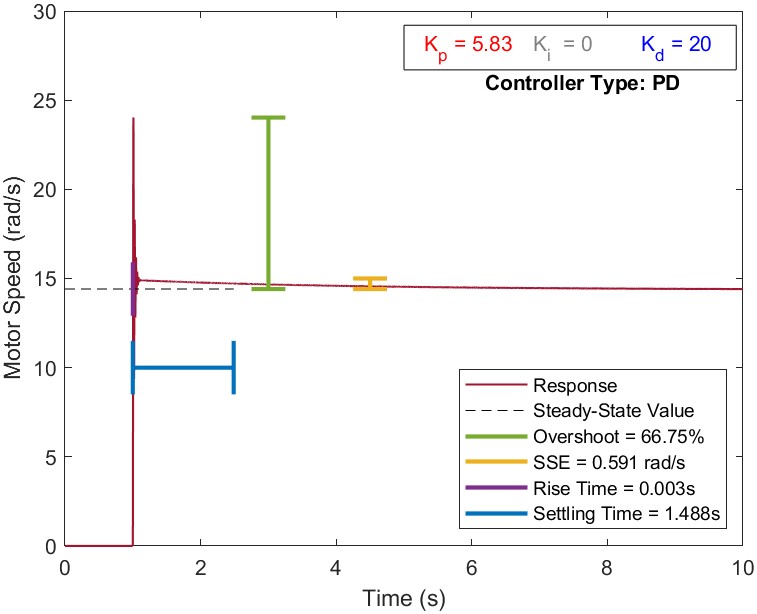 30
25
20
15
10
5
0
Motor Speed (rad/s)
Kp = 5.83 Ki = 0 Kd = 20
Controller Type: PD
Response
Steady-State Value
Overshoot = 66.75%
SSE = 0.591 rad/s
Rise Time = 0.003s
Settling Time = 1.488s
0 2 4 6 8 10
Time (s)